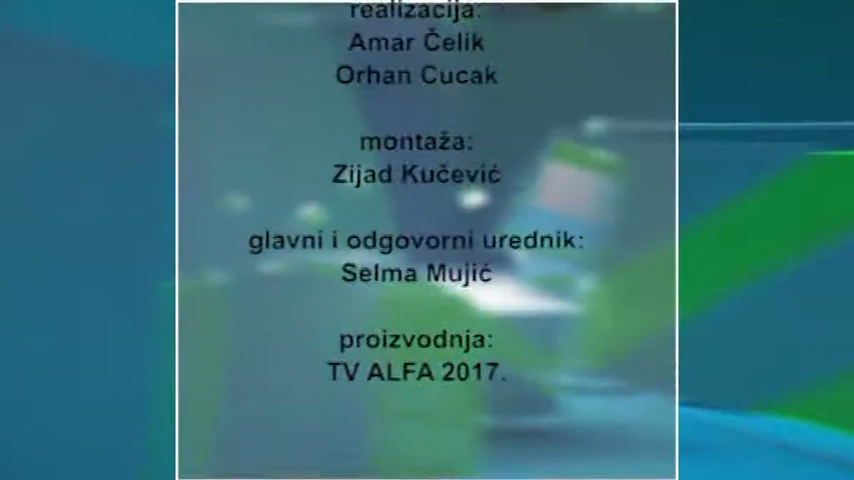 realizacija:
Amar Čelik
Orhan Cucak
montaža:
Zijad Kučević
glavni i odgovorni urednik:
Selma Mujić
proizvodnja:
TV ALFA 2017.